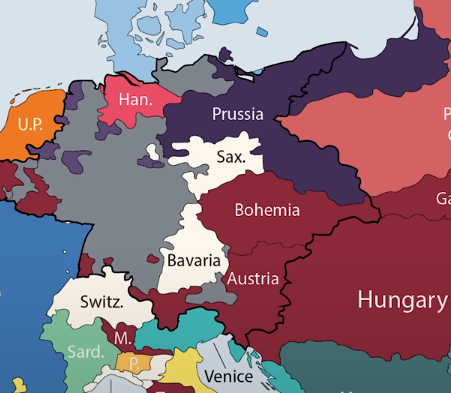 Han.
U.P.
Prussia
Sax.
Bohemia
Ga
Bavaria
Austria
Switz.
Hungary
M.
Sard.
P.
Venice